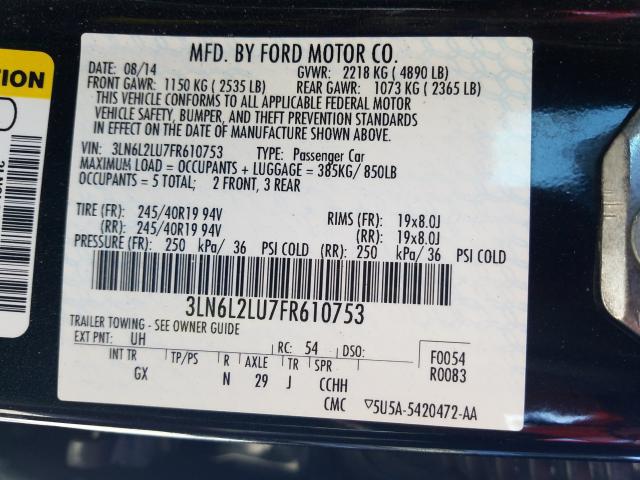 MFD. BY FORD MOTOR CO.
DATE: 08/14 GVWR: 2218 KG ( 4890 LB)
FRONT GAWR: 1150 KG ( 2535 LB) REAR GAWR: 1073 KG ( 2365 LB)
THIS VEHICLE CONFORMS TO ALL APPLICABLE FEDERAL MOTOR
VEHICLE SAFETY, BUMPER, AND THEFT PREVENTION STANDARDS
IN EFFECT ON THE DATE OF MANUFACTURE SHOWN ABOVE.
VIN: 3LN6L2LU7FR610753 TYPE: Passenger Car
MAXIMUM LOAD = OCCUPANTS + LUGGAGE = 385KG/ 850LB
OCCUPANTS = 5 TOTAL; 2 FRONT, 3 REAR
TIRE (FR): 245/40R19 94V RIMS (FR): 19x8.0J
(RR): 245/40R19 94V (RR): 19x8.0J
PRESSURE (FR): 250 kPa/ 36 PSI COLD (RR): 250 kPa/ 36 PSI COLD
3LN6L2LU7FR610753
TRAILER TOWING - SEE OWNER GUIDE
EXT PNT: UH RC: 54 DSO: F0054
INT TR TP/PS R AXLE TR SPR R0083
GX N 29 J CCHH
CMC ▽5U5A-5420472-AA